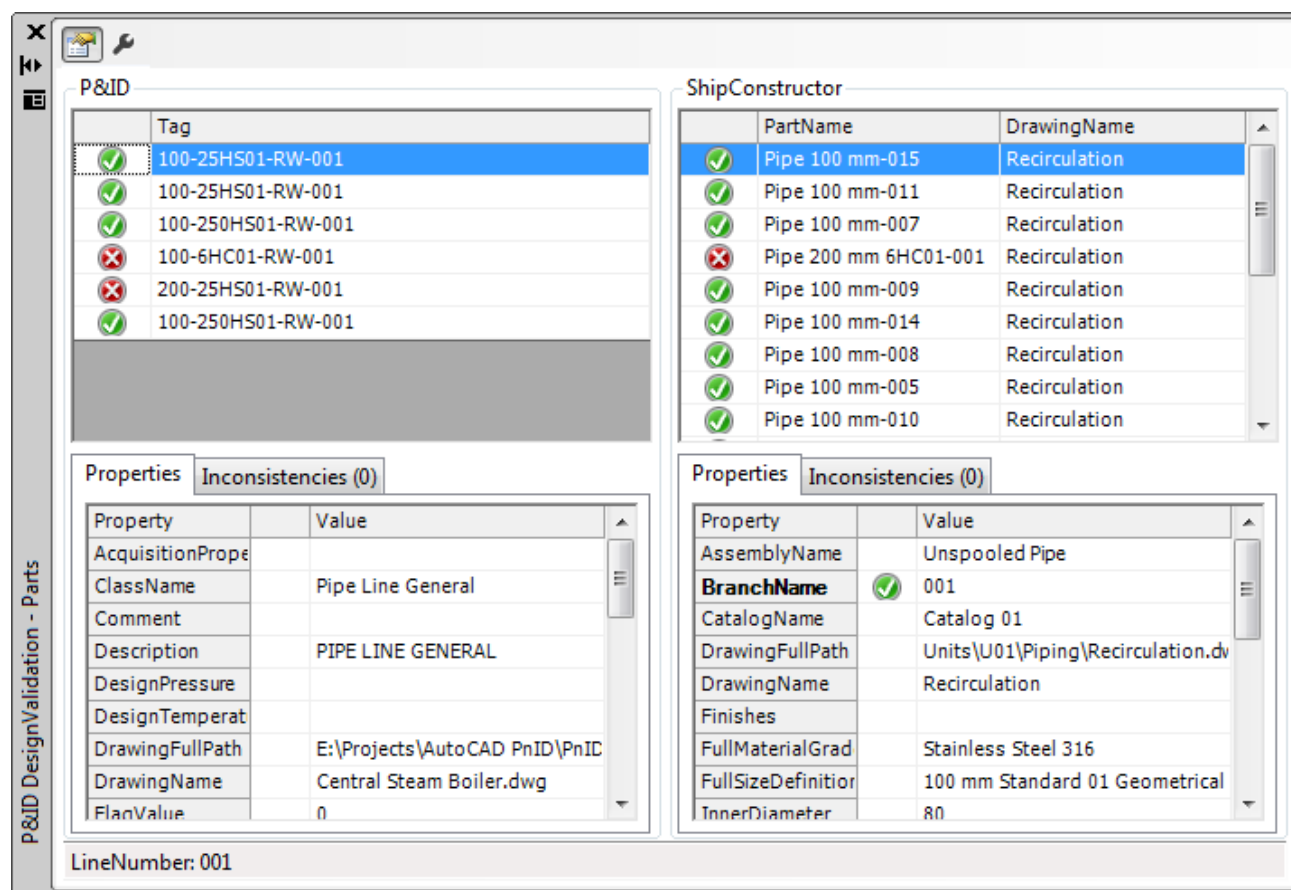 P&ID
Tag
100-25HS01-RW-001
100-25HS01-RW-001
100-250HS01-RW-001
100-6HC01-RW-001
200-25HS01-RW-001
100-250HS01-RW-001
ShipConstructor
PartName DrawingName
Pipe 100 mm-015 Recirculation
Pipe 100 mm-011 Recirculation
Pipe 100 mm-007 Recirculation
Pipe 200 mm 6HC01-001 Recirculation
Pipe 100 mm-009 Recirculation
Pipe 100 mm-014 Recirculation
Pipe 100 mm-008 Recirculation
Pipe 100 mm-005 Recirculation
Pipe 100 mm-010 Recirculation
Properties Inconsistencies (0)
Property Value
AcquisitionPrope
ClassName Pipe Line General
Comment
Description PIPE LINE GENERAL
DesignPressure
DesignTemperat
DrawingFullPath E:\Projects\AutoCAD PnID\PnID
DrawingName Central Steam Boiler.dwg
FlagValue 0
Properties Inconsistencies (0)
Property Value
AssemblyName Unspooled Pipe
BranchName 001
CatalogName Catalog 01
DrawingFullPath Units\U01\Piping\Recirculation.dw
DrawingName Recirculation
Finishes
FullMaterialGrad Stainless Steel 316
FullSizeDefinition 100 mm Standard 01 Geometrical
InnerDiameter 80
P&ID DesignValidation - Parts
LineNumber: 001